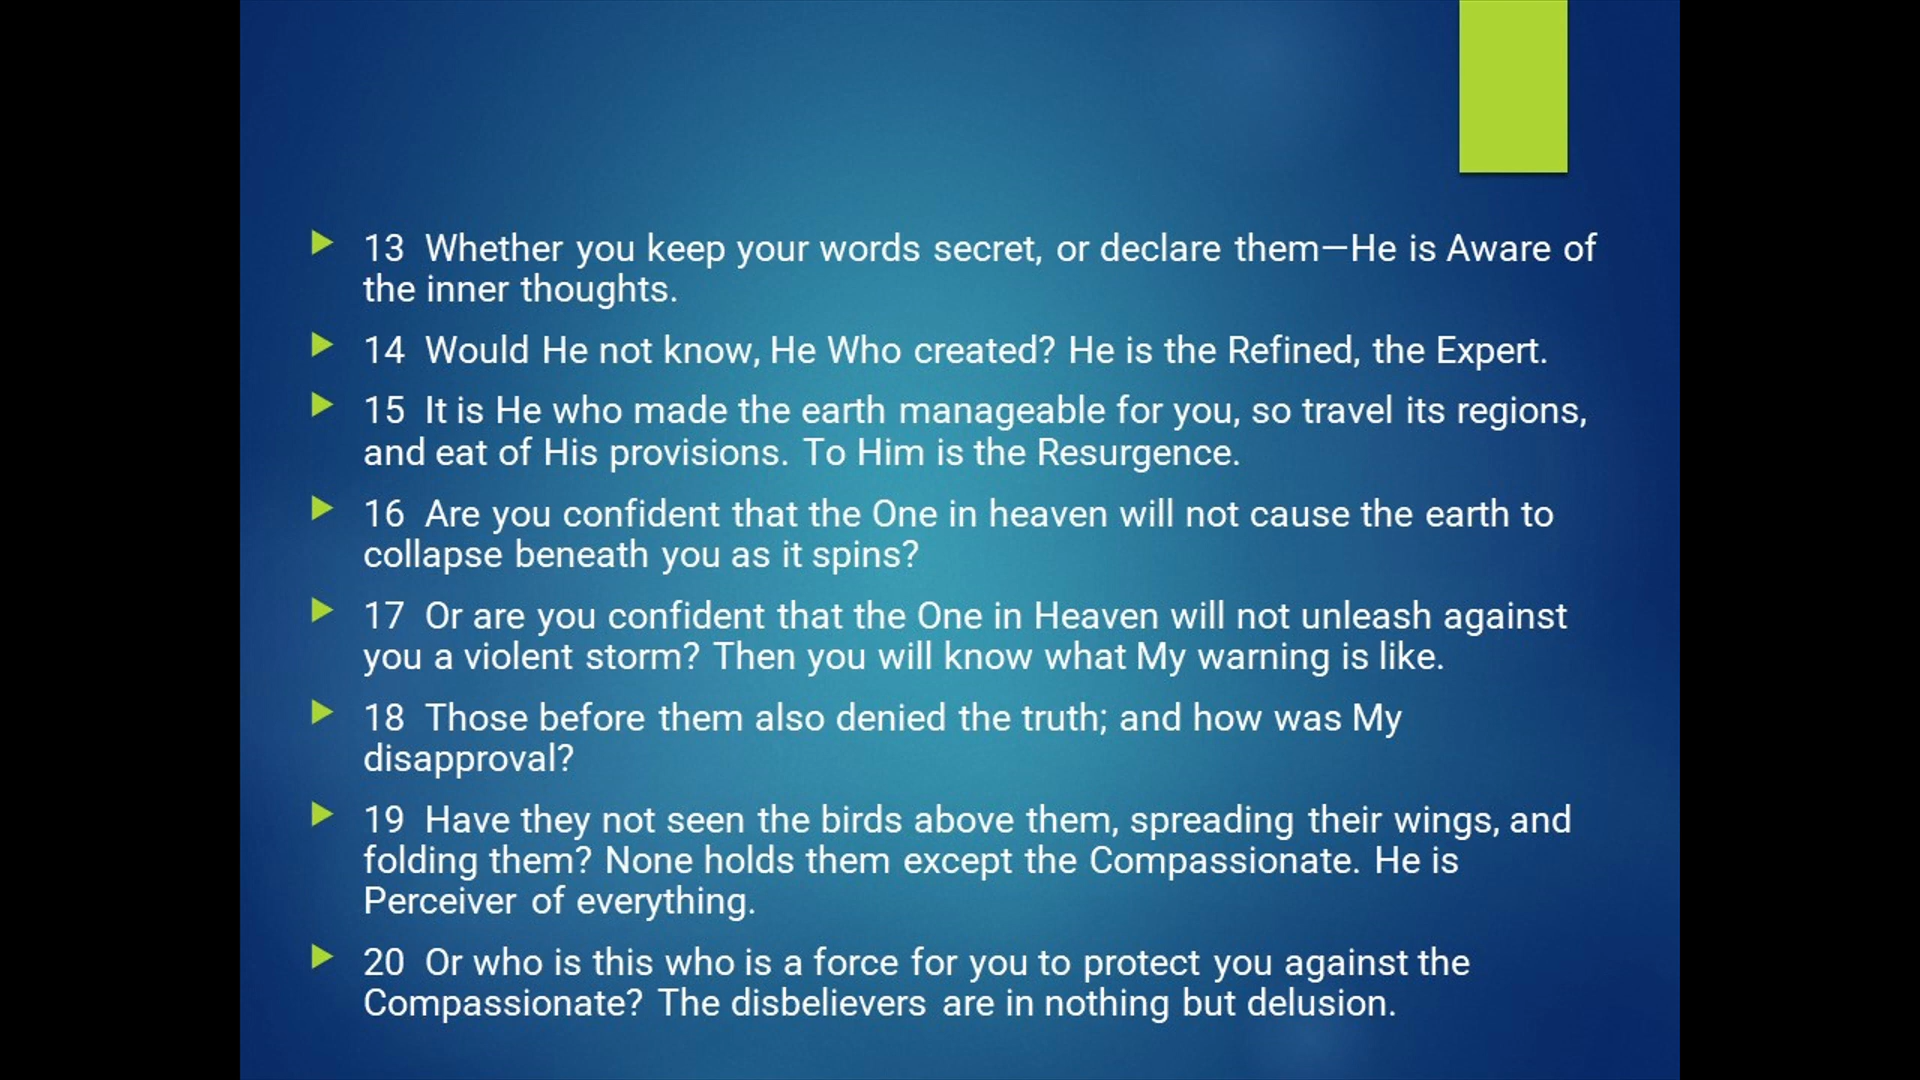 13 Whether you keep your words secret, or declare them—He is Aware of
the inner thoughts.
14 Would He not know, He Who created? He is the Refined, the Expert.
15 It is He who made the earth manageable for you, so travel its regions,
and eat of His provisions. To Him is the Resurgence.
16 Are you confident that the One in heaven will not cause the earth to
collapse beneath you as it spins?
17 Or are you confident that the One in Heaven will not unleash against
you a violent storm? Then you will know what My warning is like.
18 Those before them also denied the truth; and how was My
disapproval?
19 Have they not seen the birds above them, spreading their wings, and
folding them? None holds them except the Compassionate. He is
Perceiver of everything.
20 Or who is this who is a force for you to protect you against the
Compassionate? The disbelievers are in nothing but delusion.